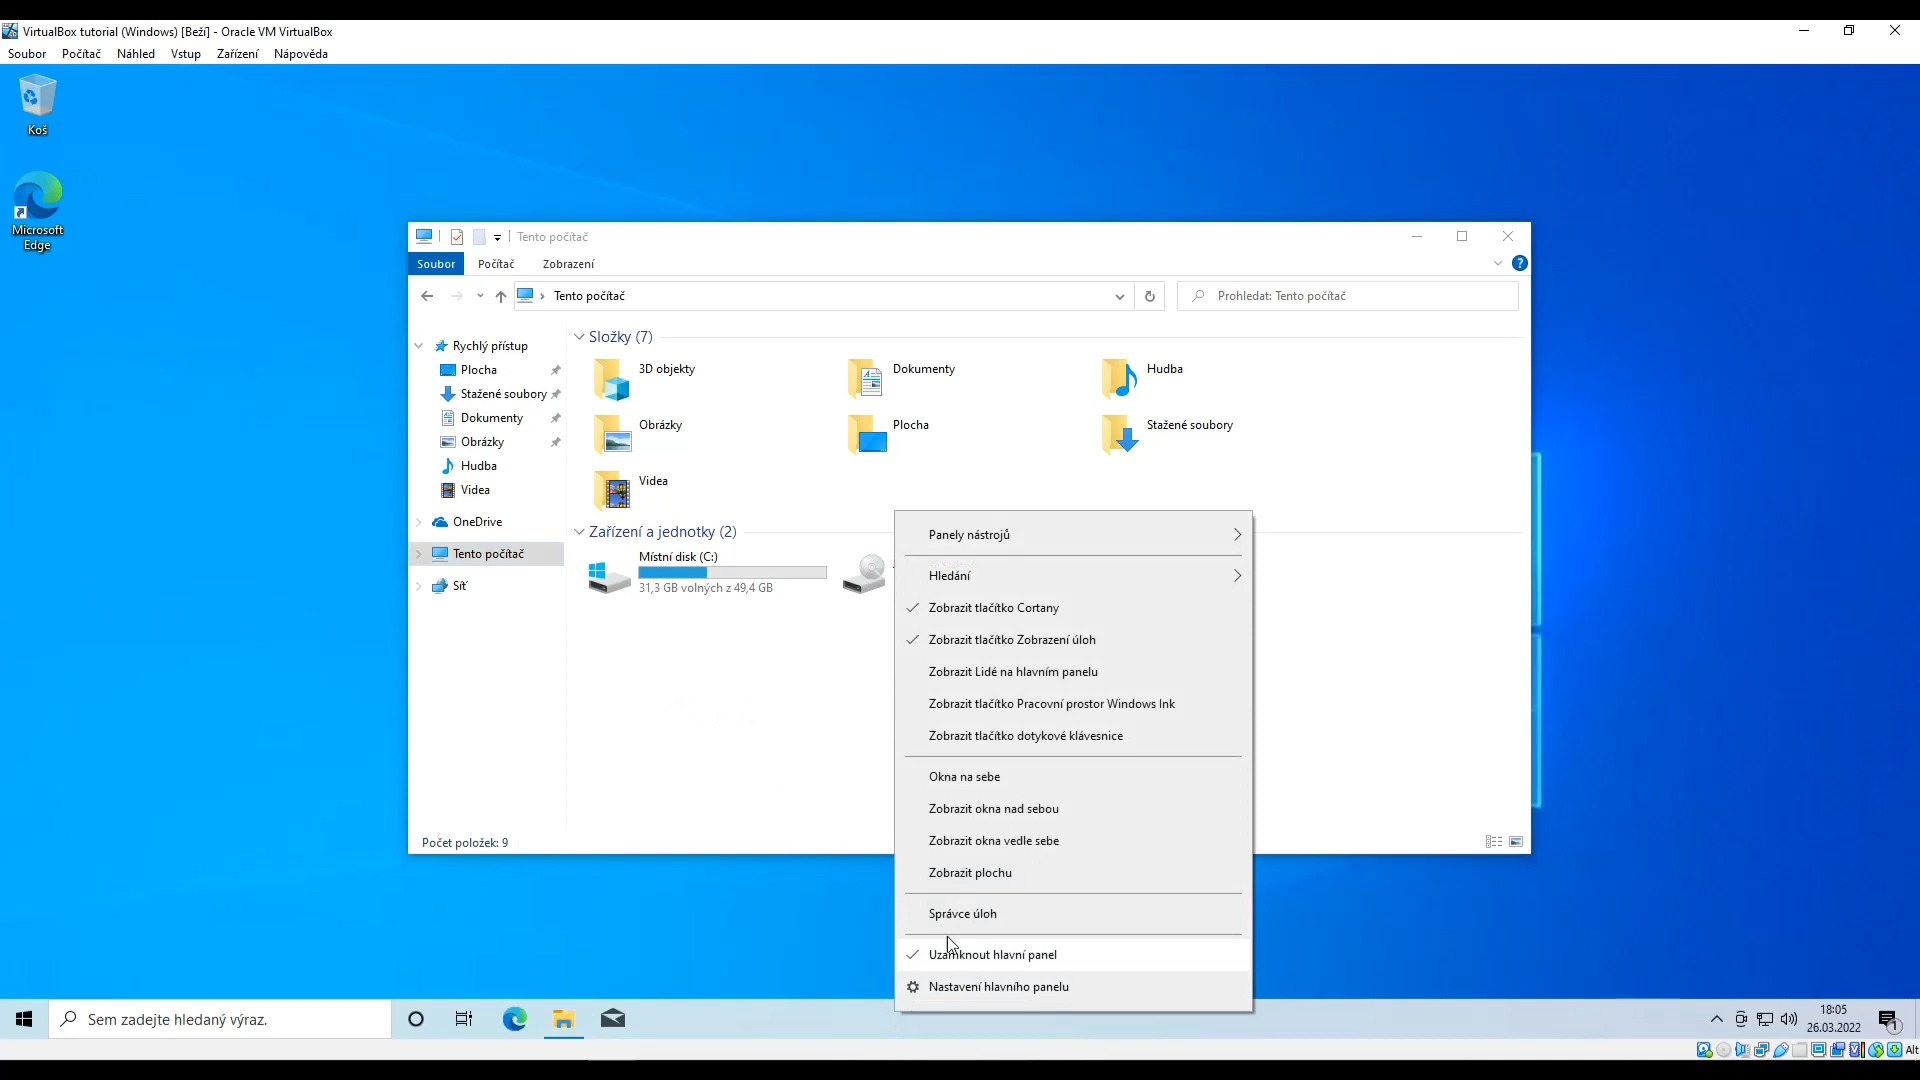 VirtualBox tutorial (Windows) [Beží] - Oracle VM VirtualBox
Soubor Počítač Náhled Vstup Zařízení Nápověda
Koš
Microsoft
Edge
Tento počítač
Soubor Počítač Zobrazení
Tento počítač
Prohledat: Tento počítač
Rychlý přístup
Plocha
Stažené soubory
Dokumenty
Obrázky
Hudba
Videa
OneDrive
Tento počítač
Síť
Složky (7)
3D objekty
Dokumenty
Hudba
Obrázky
Plocha
Stažené soubory
Videa
Zařízení a jednotky (2)
Místní disk (C:)
31,3 GB volných z 49,4 GB
Počet položek: 9
Panely nástrojů
Hledání
Zobrazit tlačítko Cortany
Zobrazit tlačítko Zobrazení úloh
Zobrazit Lidé na hlavním panelu
Zobrazit tlačítko Pracovní prostor Windows Ink
Zobrazit tlačítko dotykové klávesnice
Okna na sebe
Zobrazit okna nad sebou
Zobrazit okna vedle sebe
Zobrazit plochu
Správce úloh
Uzamknout hlavní panel
Nastavení hlavního panelu
Sem zadejte hledaný výraz.
18:05
26.03.2022
1
Alt